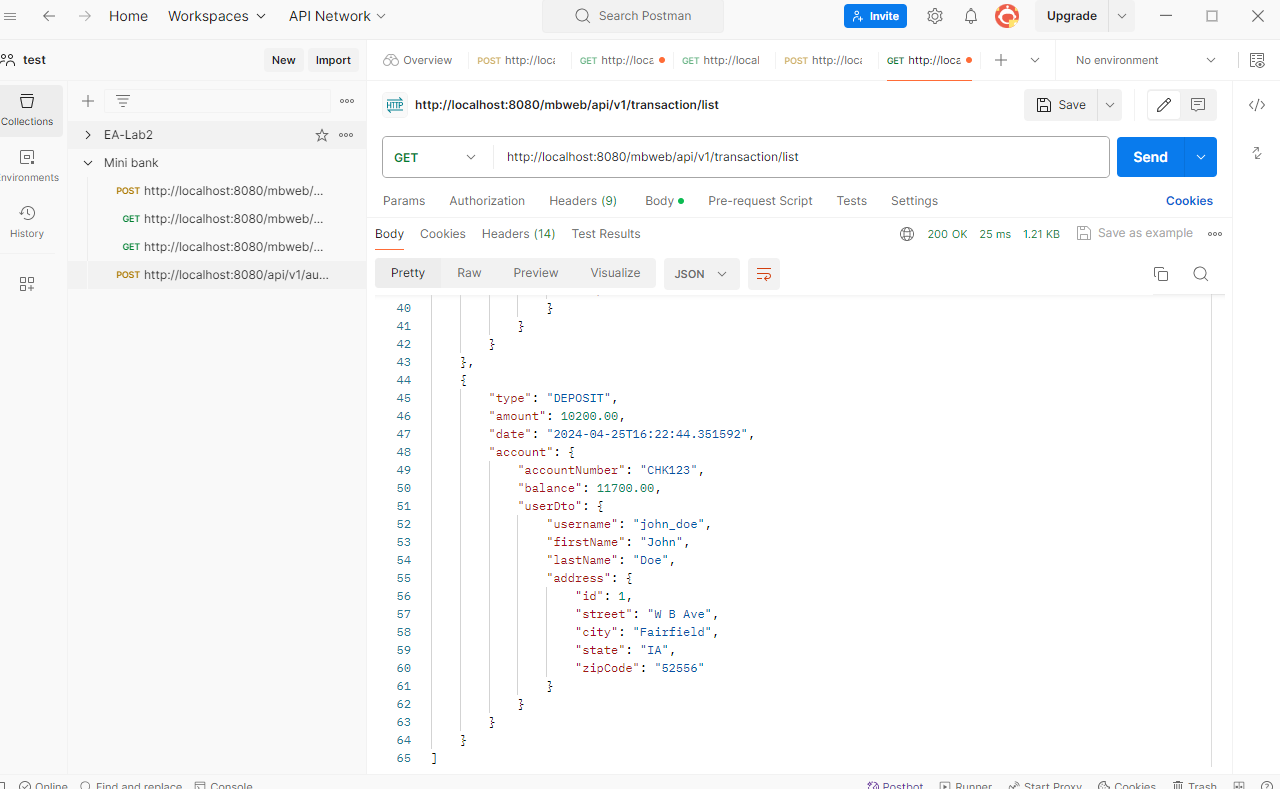 Home Workspaces API Network Search Postman Invite Upgrade
test New Import Overview POST http://loca GET http://loca GET http://local POST http://loca GET http://loca No environment
Collections
Environments
History
EA-Lab2
Mini bank
POST http://localhost:8080/mbweb/...
GET http://localhost:8080/mbweb/...
GET http://localhost:8080/mbweb/...
POST http://localhost:8080/api/v1/au...
HTTP http://localhost:8080/mbweb/api/v1/transaction/list Save
GET http://localhost:8080/mbweb/api/v1/transaction/list Send
Params Authorization Headers (9) Body Pre-request Script Tests Settings Cookies
Body Cookies Headers (14) Test Results 200 OK 25 ms 1.21 KB Save as example
Pretty Raw Preview Visualize JSON
40 }
41 }
42 }
43 },
44 {
45 "type": "DEPOSIT",
46 "amount": 10200.00,
47 "date": "2024-04-25T16:22:44.351592",
48 "account": {
49 "accountNumber": "CHK123",
50 "balance": 11700.00,
51 "userDto": {
52 "username": "john_doe",
53 "firstName": "John",
54 "lastName": "Doe",
55 "address": {
56 "id": 1,
57 "street": "W B Ave",
58 "city": "Fairfield",
59 "state": "IA",
60 "zipCode": "52556"
61 }
62 }
63 }
64 }
65 ]
Online Find and replace Console Postbot Runner Start Proxy Cookies Trash